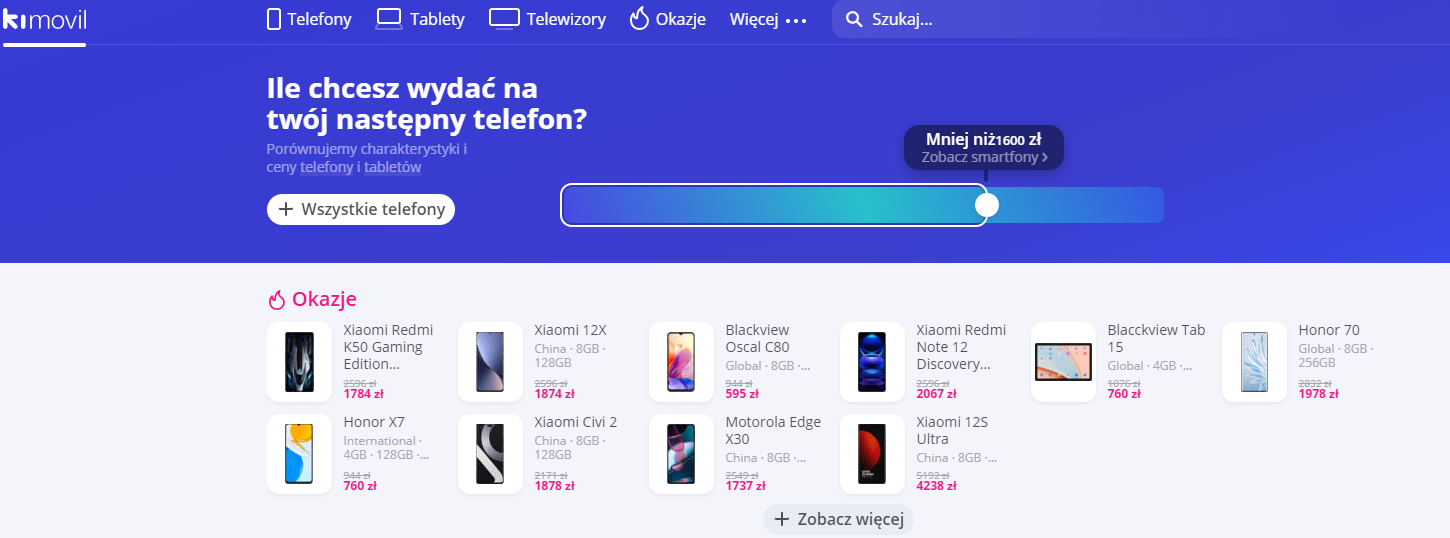 kimovil
Telefony
Tablety
Telewizory
Okazje
Więcej
Szukaj...
Ile chcesz wydać na
twój następny telefon?
Porównujemy charakterystyki i
ceny telefony i tabletów
Wszystkie telefony
Mniej niż1600 zł
Zobacz smartfony
Okazje
Xiaomi Redmi
K50 Gaming
Edition...
2596 zł
1784 zł
Xiaomi 12X
China · 8GB ·
128GB
2596 zł
1874 zł
Blackview
Oscal C80
Global · 8GB ·...
944 zł
595 zł
Xiaomi Redmi
Note 12
Discovery...
2596 zł
2067 zł
Blacckview Tab
15
Global · 4GB ·...
1076 zł
760 zł
Honor 70
Global · 8GB ·
256GB
2832 zł
1978 zł
Honor X7
International ·
4GB · 128GB ·...
944 zł
760 zł
Xiaomi Civi 2
China · 8GB ·
128GB
2171 zł
1878 zł
Motorola Edge
X30
China · 8GB ·...
2549 zł
1737 zł
Xiaomi 12S
Ultra
China · 8GB ·...
5192 zł
4238 zł
Zobacz więcej